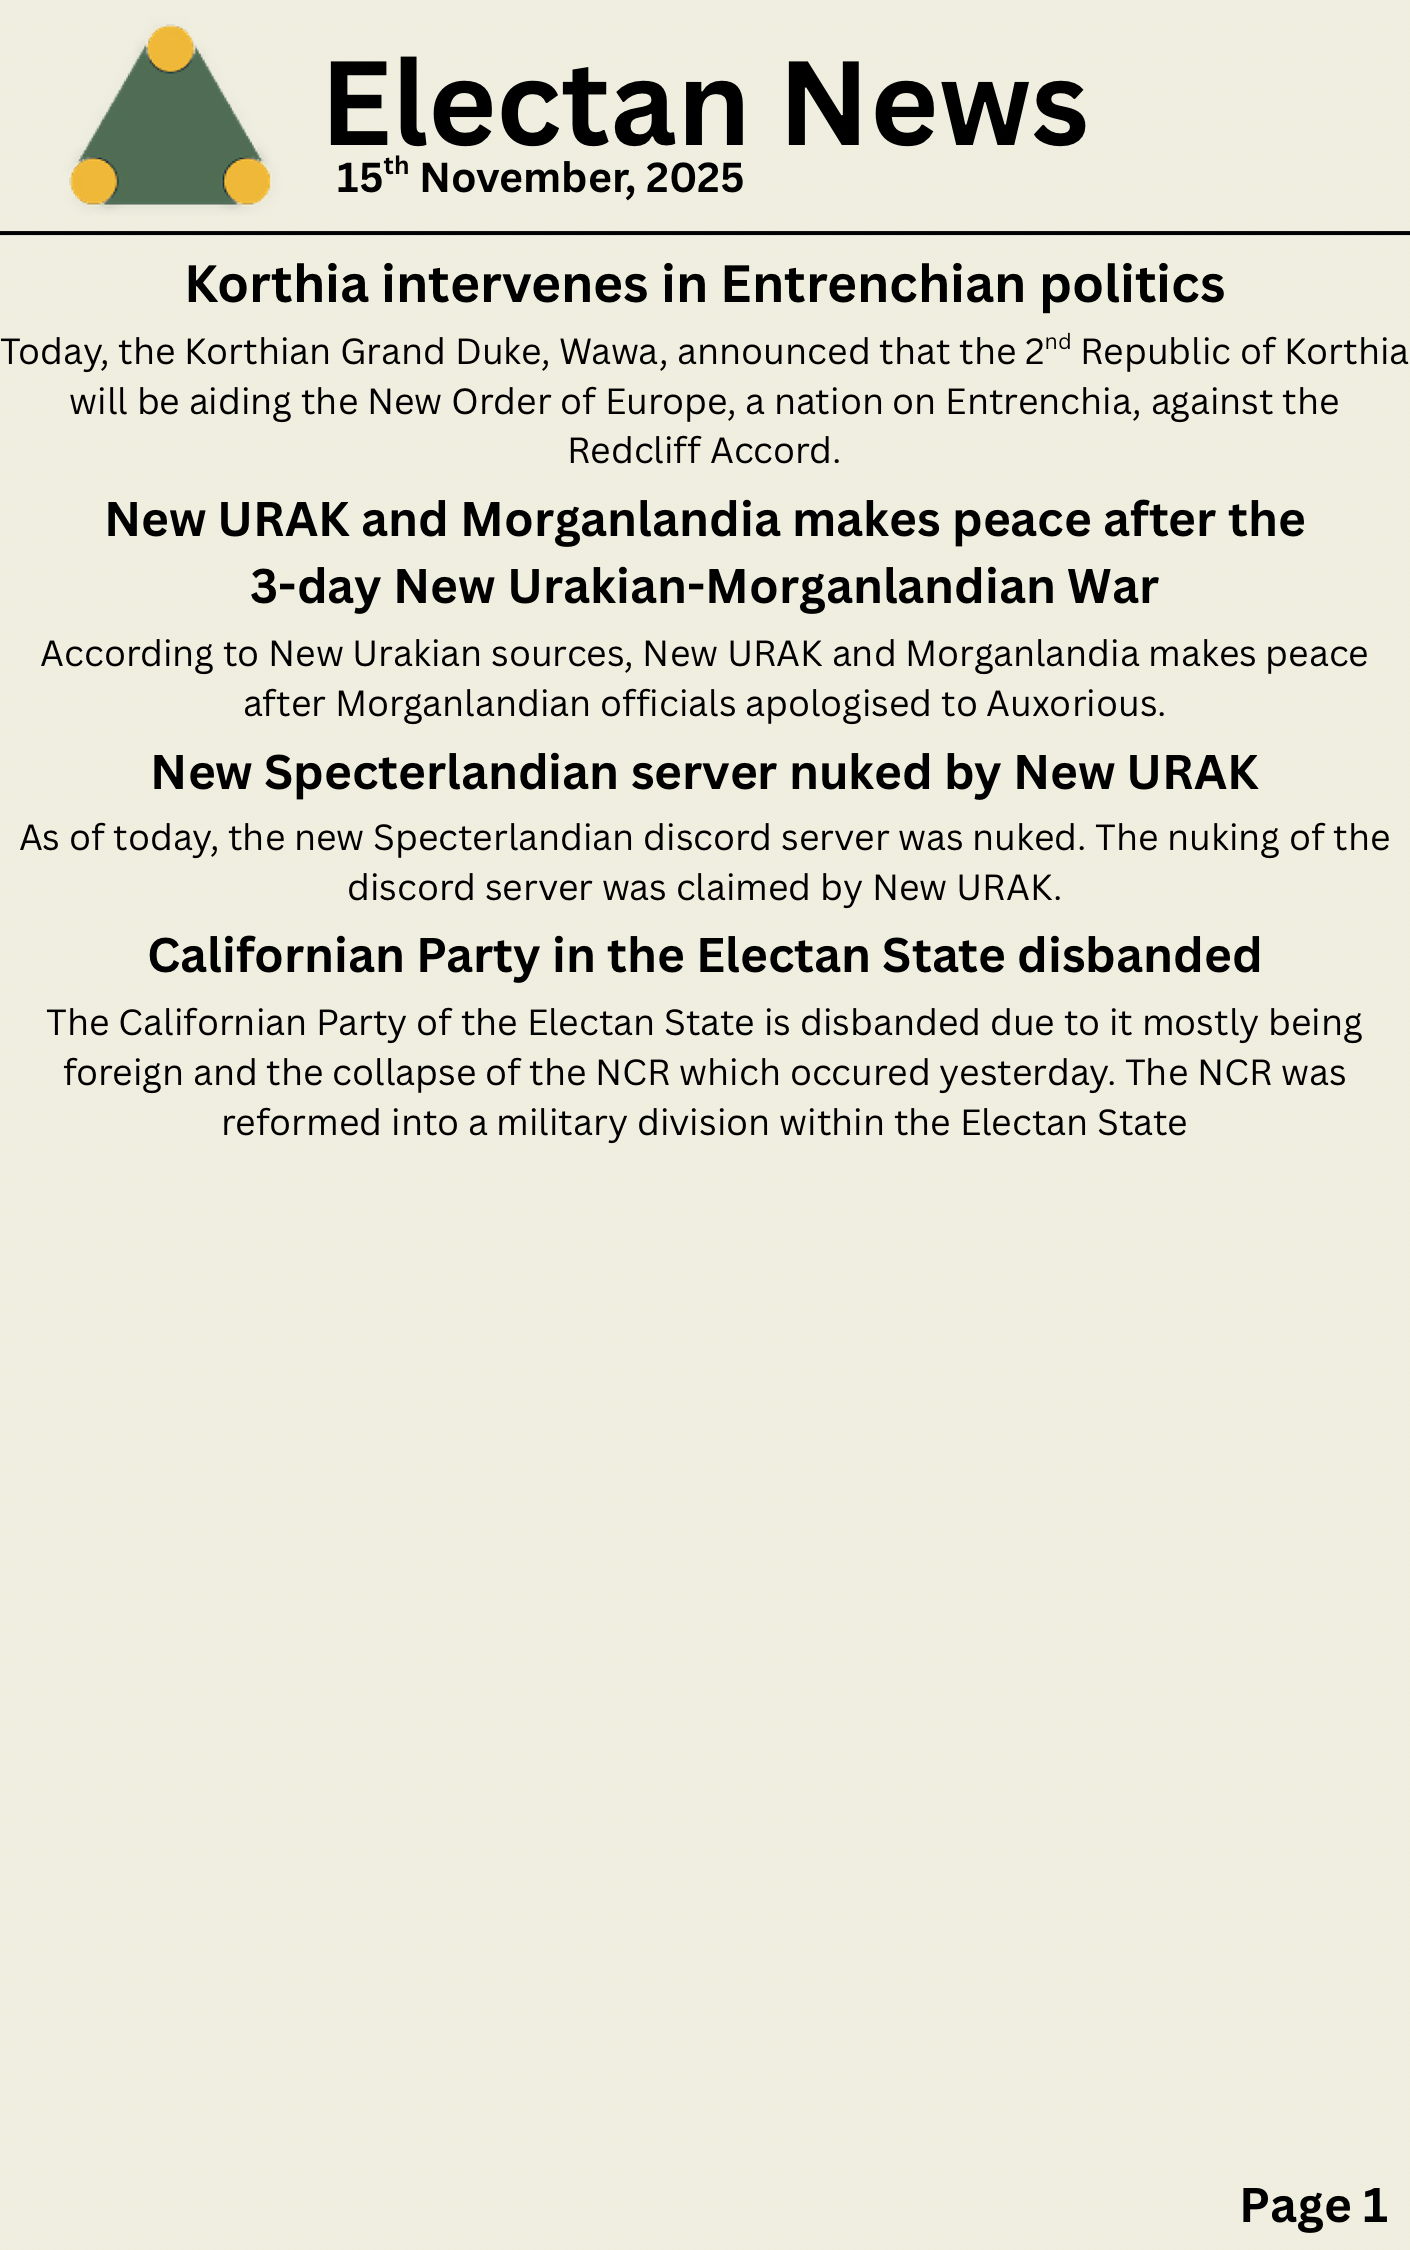 Electan News
15th November, 2025
Korthia intervenes in Entrenchian politics
Today, the Korthian Grand Duke, Wawa, announced that the 2nd Republic of Korthia
will be aiding the New Order of Europe, a nation on Entrenchia, against the
Redcliff Accord.
New URAK and Morganlandia makes peace after the
3-day New Urakian-Morganlandian War
According to New Urakian sources, New URAK and Morganlandia makes peace
after Morganlandian officials apologised to Auxorious.
New Specterlandian server nuked by New URAK
As of today, the new Specterlandian discord server was nuked. The nuking of the
discord server was claimed by New URAK.
Californian Party in the Electan State disbanded
The Californian Party of the Electan State is disbanded due to it mostly being
foreign and the collapse of the NCR which occured yesterday. The NCR was
reformed into a military division within the Electan State
Page 1